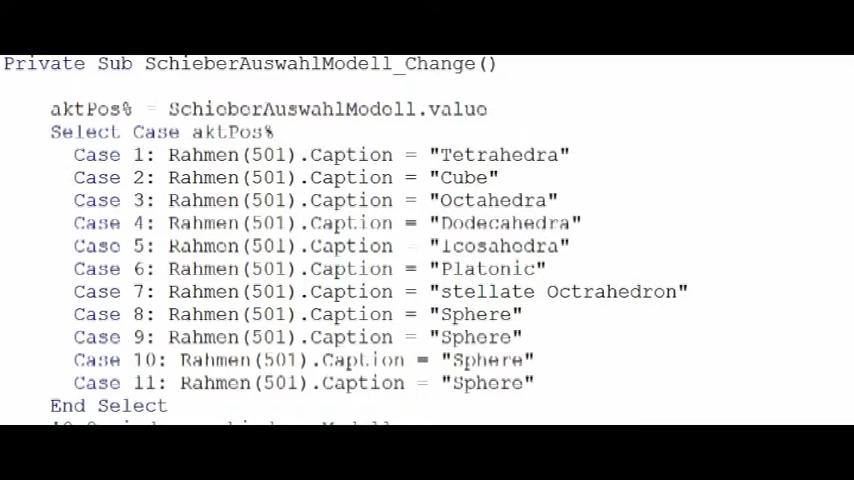 Private Sub SchieberAuswahlModell_Change()
aktPos% = SchieberAuswahlModell.value
Select Case aktPos%
Case 1: Rahmen(501).Caption = "Tetrahedra"
Case 2: Rahmen(501).Caption = "Cube"
Case 3: Rahmen(501).Caption = "Octahedra"
Case 4: Rahmen(501).Caption = "Dodecahedra"
Case 5: Rahmen(501).Caption = "Icosahedra"
Case 6: Rahmen(501).Caption = "Platonic"
Case 7: Rahmen(501).Caption = "stellate Octrahedron"
Case 8: Rahmen(501).Caption = "Sphere"
Case 9: Rahmen(501).Caption = "Sphere"
Case 10: Rahmen(501).Caption = "Sphere"
Case 11: Rahmen(501).Caption = "Sphere"
End Select